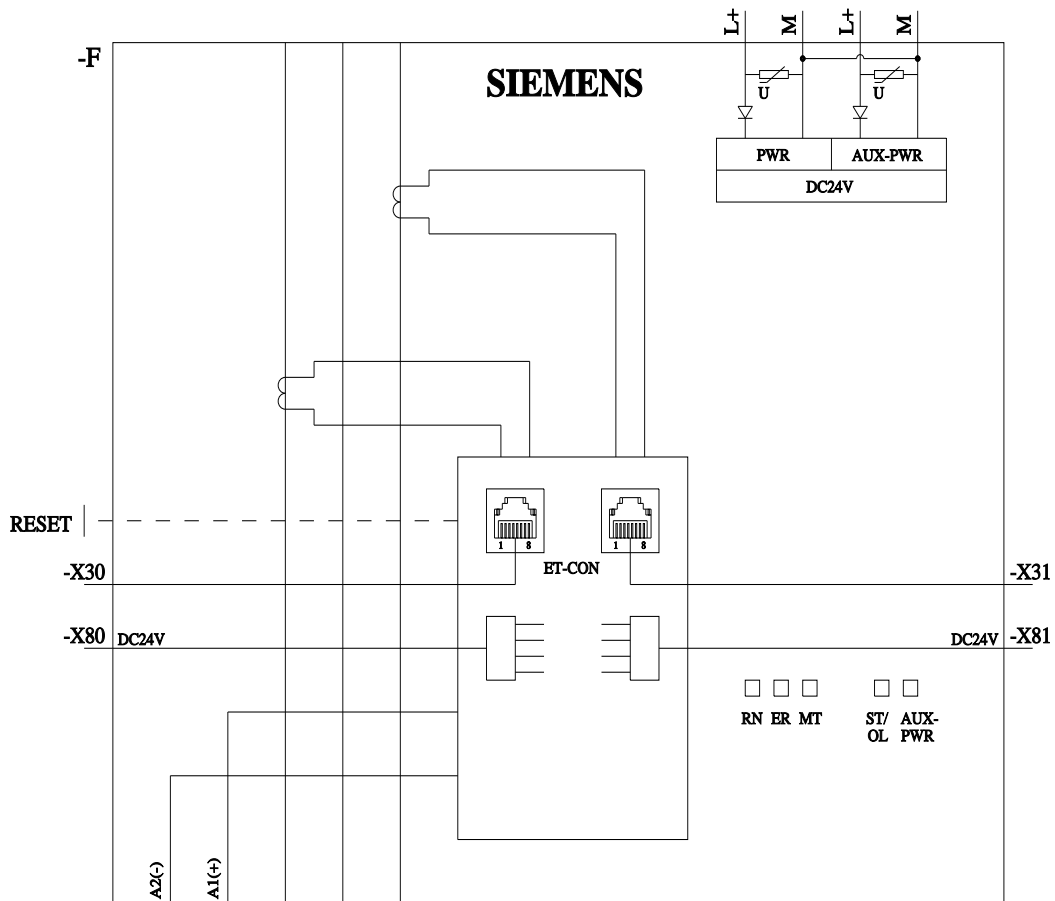 L+ M L+ M
-F
SIEMENS
U U
PWR AUX-PWR
DC24V
RESET
1 8 1 8
ET-CON
-X30 -X31
-X80 DC24V DC24V -X81
RN ER MT ST/ AUX-
OL PWR
A2(-) A1(+)